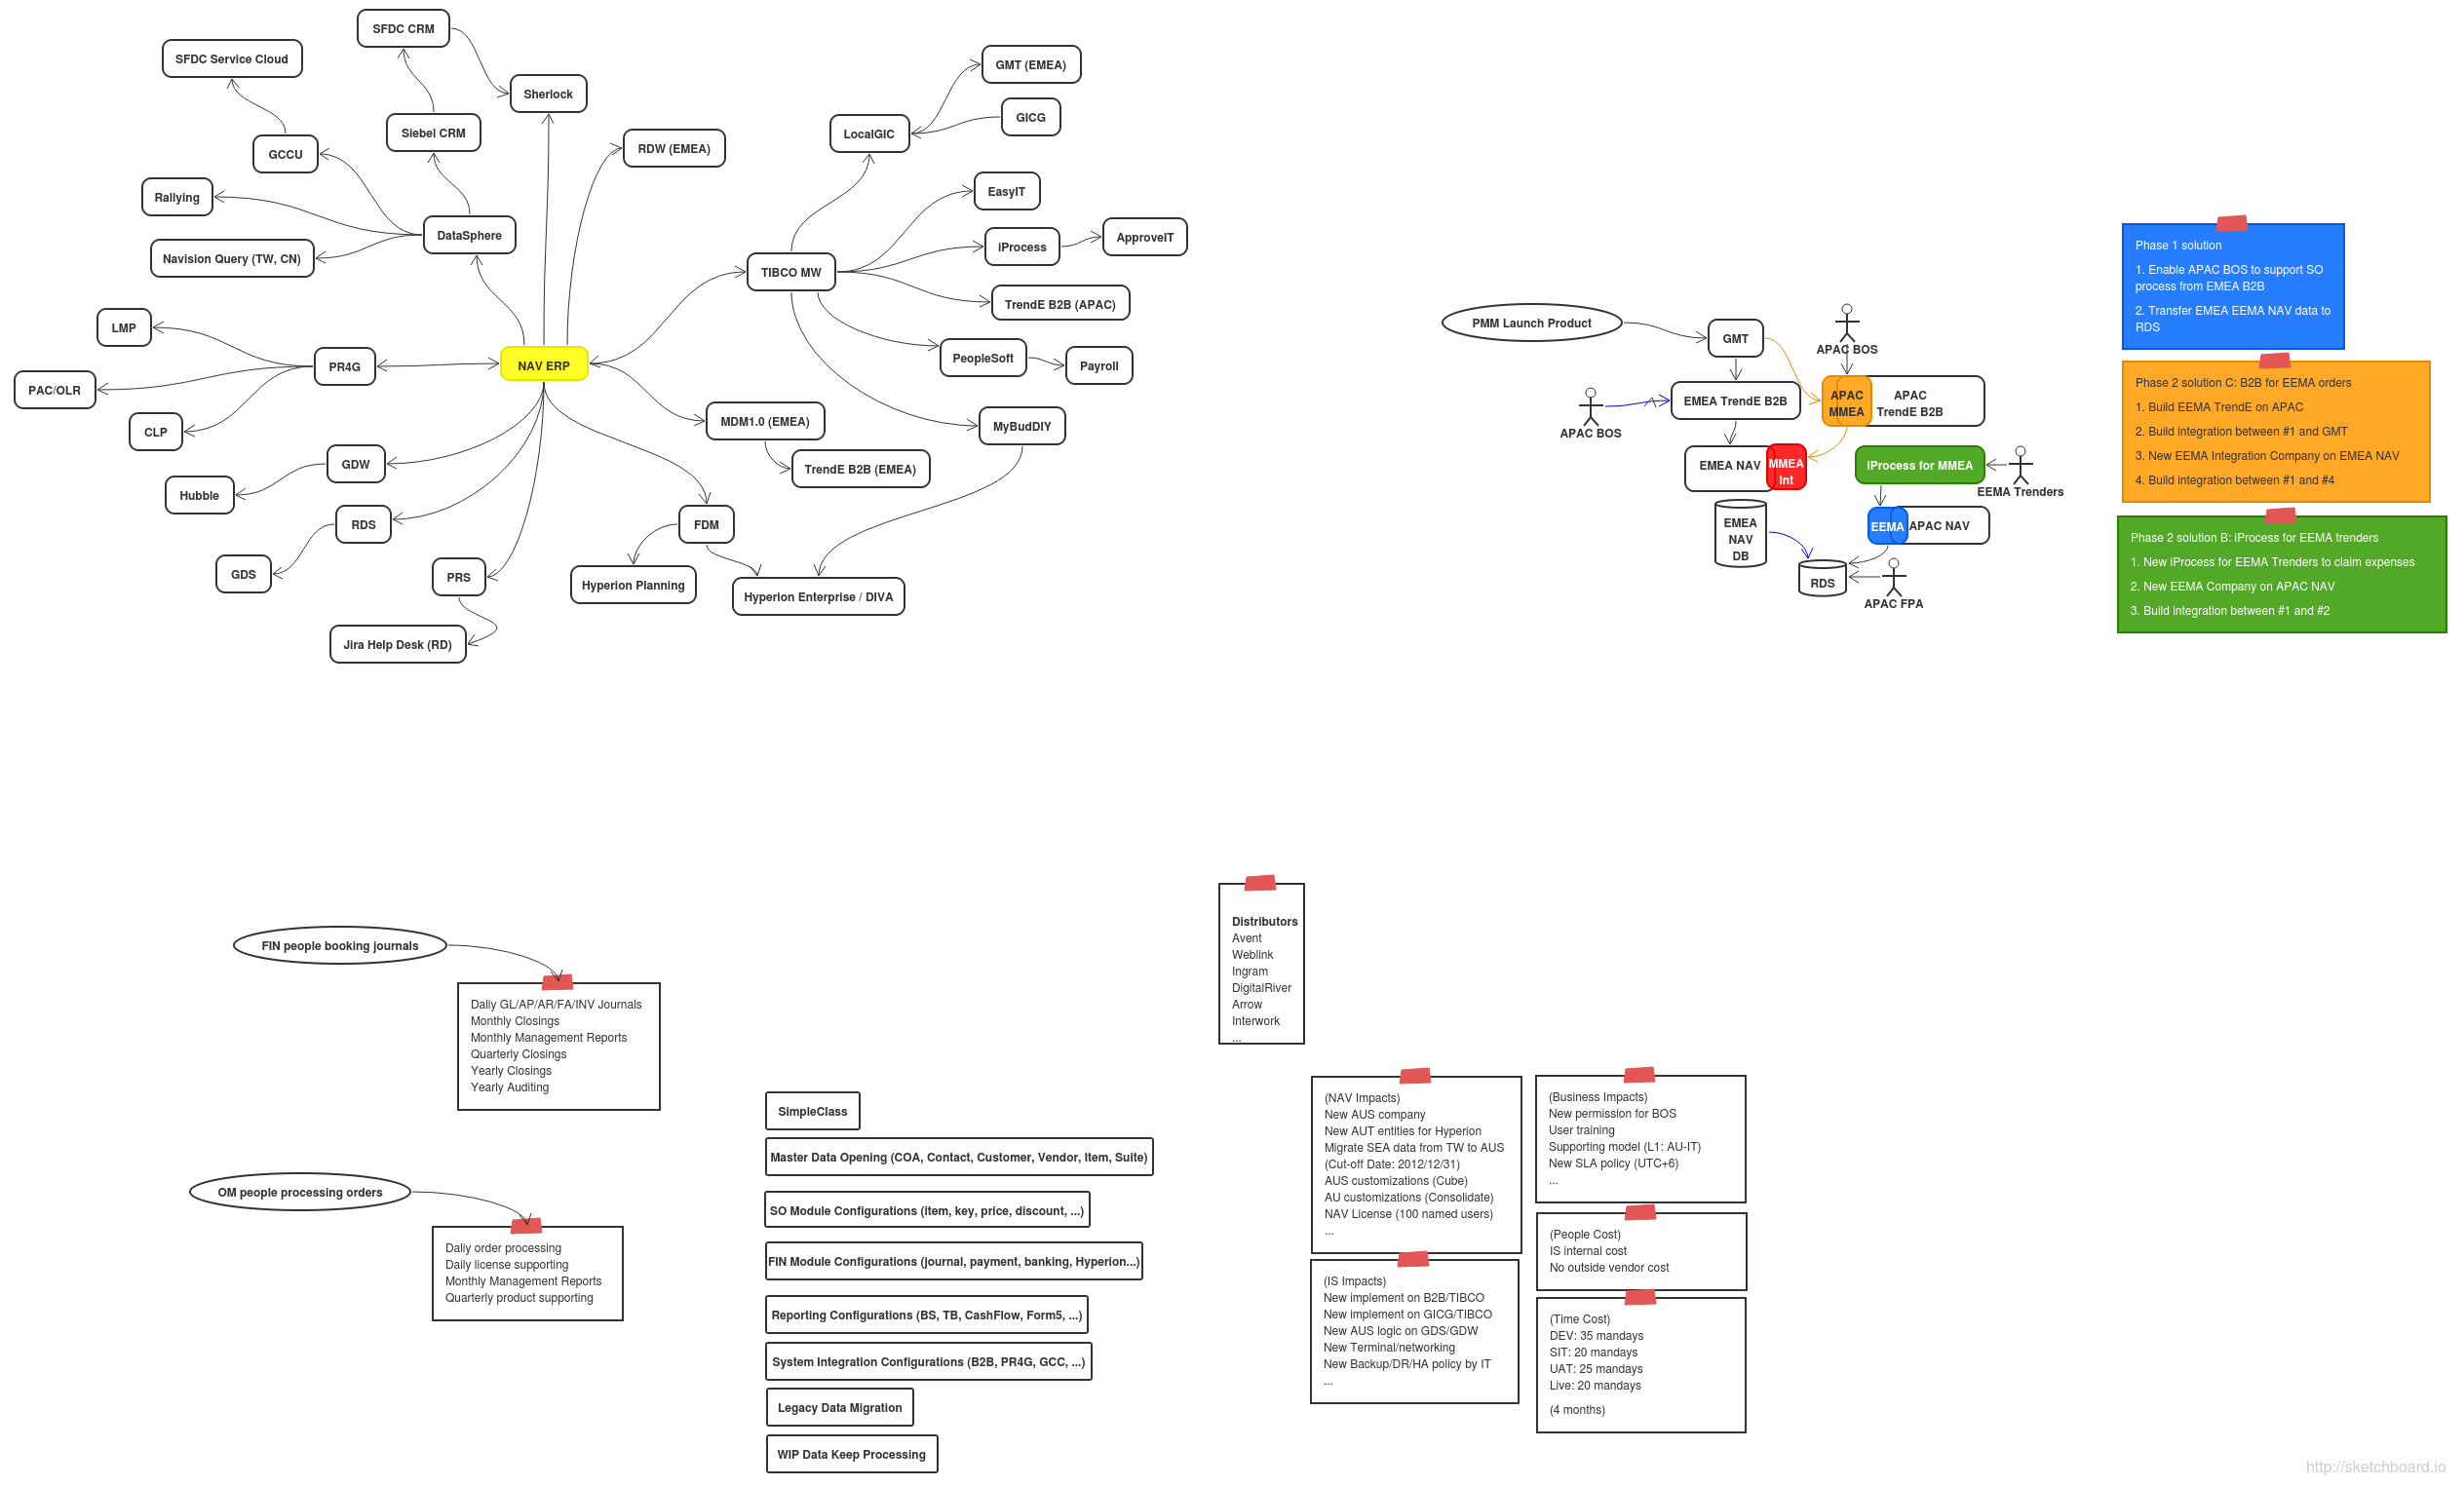 SFDC CRM
SFDC Service Cloud
Sherlock
Siebel CRM
GCCU
RDW (EMEA)
Rallying
DataSphere
Navision Query (TW, CN)
LMP
PR4G
NAV ERP
PAC/OLR
CLP
GDW
Hubble
RDS
GDS
PRS
Jira Help Desk (RD)
GMT (EMEA)
GICG
LocalGIC
EasyIT
iProcess
ApproveIT
TIBCO MW
TrendE B2B (APAC)
PeopleSoft
Payroll
MDM1.0 (EMEA)
MyBudDIY
TrendE B2B (EMEA)
FDM
Hyperion Planning
Hyperion Enterprise / DIVA
PMM Launch Product
GMT
APAC BOS
APAC BOS
EMEA TrendE B2B
APAC
MMEA
APAC
TrendE B2B
EMEA NAV
MMEA
Int
iProcess for MMEA
EEMA Trenders
EMEA
NAV
DB
EEMA
APAC NAV
RDS
APAC FPA
Phase 1 solution
1. Enable APAC BOS to support SO
process from EMEA B2B
2. Transfer EMEA EEMA NAV data to
RDS
Phase 2 solution C: B2B for EEMA orders
1. Build EEMA TrendE on APAC
2. Build integration between #1 and GMT
3. New EEMA Integration Company on EMEA NAV
4. Build integration between #1 and #4
Phase 2 solution B: iProcess for EEMA trenders
1. New iProcess for EEMA Trenders to claim expenses
2. New EEMA Company on APAC NAV
3. Build integration between #1 and #2
FIN people booking journals
Daliy GL/AP/AR/FA/INV Journals
Monthly Closings
Monthly Management Reports
Quarterly Closings
Yearly Closings
Yearly Auditing
OM people processing orders
Daliy order processing
Daily license supporting
Monthly Management Reports
Quarterly product supporting
SimpleClass
Master Data Opening (COA, Contact, Customer, Vendor, Item, Suite)
SO Module Configurations (item, key, price, discount, ...)
FIN Module Configurations (journal, payment, banking, Hyperion...)
Reporting Configurations (BS, TB, CashFlow, Form5, ...)
System Integration Configurations (B2B, PR4G, GCC, ...)
Legacy Data Migration
WIP Data Keep Processing
Distributors
Avent
Weblink
Ingram
DigitalRiver
Arrow
Interwork
...
(NAV Impacts)
New AUS company
New AUT entities for Hyperion
Migrate SEA data from TW to AUS
(Cut-off Date: 2012/12/31)
AUS customizations (Cube)
AU customizations (Consolidate)
NAV License (100 named users)
...
(IS Impacts)
New implement on B2B/TIBCO
New implement on GICG/TIBCO
New AUS logic on GDS/GDW
New Terminal/networking
New Backup/DR/HA policy by IT
...
(Business Impacts)
New permission for BOS
User training
Supporting model (L1: AU-IT)
New SLA policy (UTC+6)
...
(People Cost)
IS internal cost
No outside vendor cost
(Time Cost)
DEV: 35 mandays
SIT: 20 mandays
UAT: 25 mandays
Live: 20 mandays
(4 months)
http://sketchboard.io